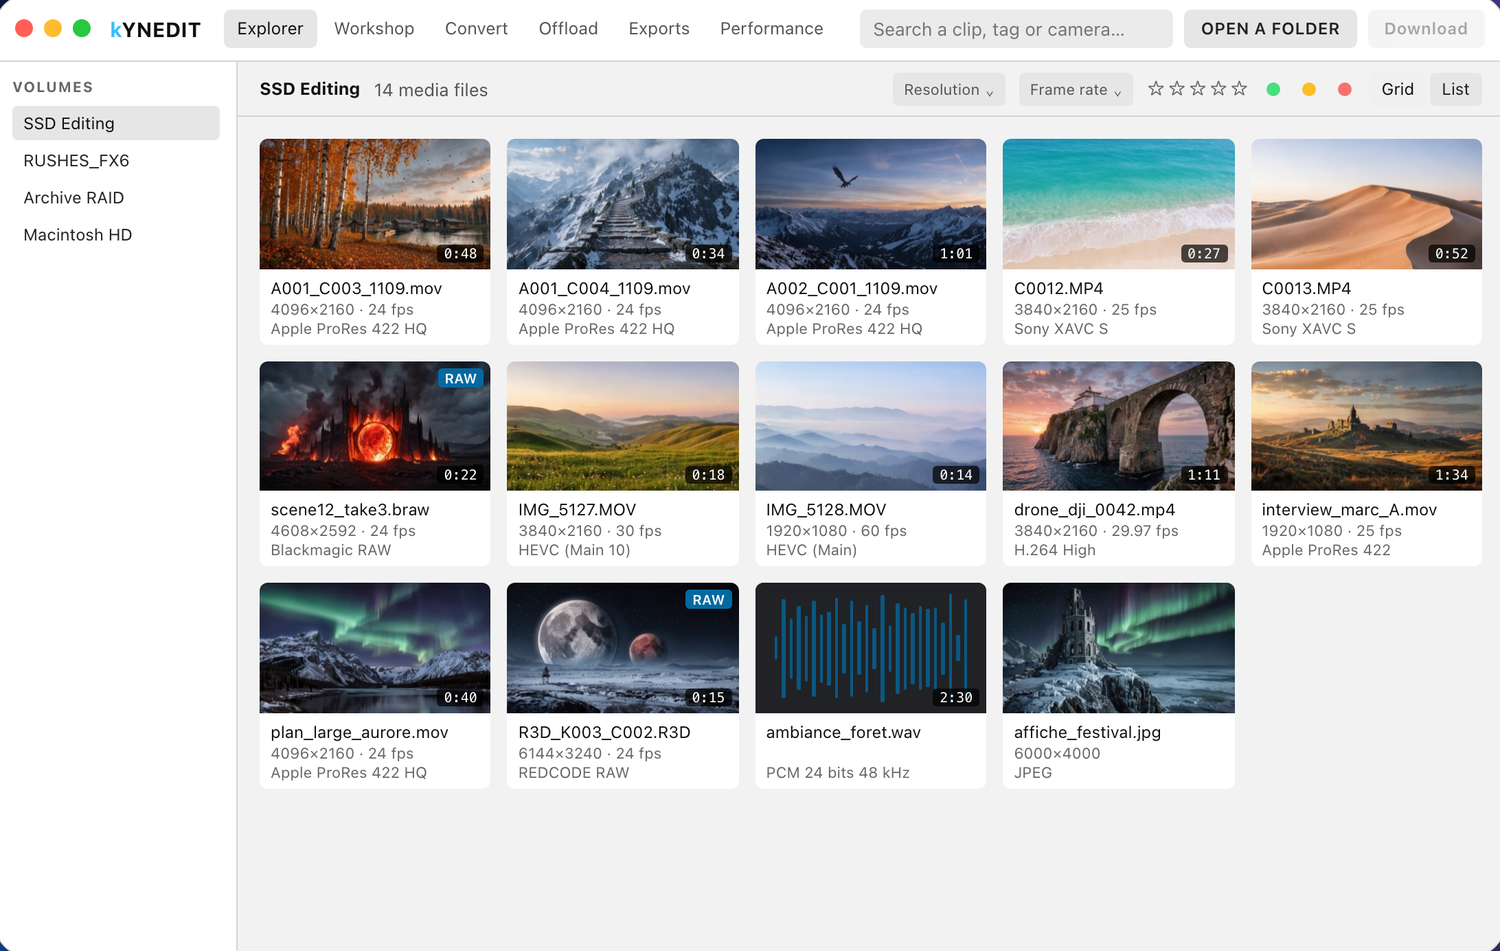 kYNEDIT
Explorer
Workshop
Convert
Offload
Exports
Performance
Search a clip, tag or camera...
OPEN A FOLDER
Download
VOLUMES
SSD Editing
RUSHES_FX6
Archive RAID
Macintosh HD
SSD Editing
14 media files
Resolution
Frame rate
Grid
List
0:48
A001_C003_1109.mov
4096×2160 · 24 fps
Apple ProRes 422 HQ
0:34
A001_C004_1109.mov
4096×2160 · 24 fps
Apple ProRes 422 HQ
1:01
A002_C001_1109.mov
4096×2160 · 24 fps
Apple ProRes 422 HQ
0:27
C0012.MP4
3840×2160 · 25 fps
Sony XAVC S
0:52
C0013.MP4
3840×2160 · 25 fps
Sony XAVC S
RAW
0:22
scene12_take3.braw
4608×2592 · 24 fps
Blackmagic RAW
0:18
IMG_5127.MOV
3840×2160 · 30 fps
HEVC (Main 10)
0:14
IMG_5128.MOV
1920×1080 · 60 fps
HEVC (Main)
1:11
drone_dji_0042.mp4
3840×2160 · 29.97 fps
H.264 High
1:34
interview_marc_A.mov
1920×1080 · 25 fps
Apple ProRes 422
0:40
plan_large_aurore.mov
4096×2160 · 24 fps
Apple ProRes 422 HQ
RAW
0:15
R3D_K003_C002.R3D
6144×3240 · 24 fps
REDCODE RAW
2:30
ambiance_foret.wav
PCM 24 bits 48 kHz
affiche_festival.jpg
6000×4000
JPEG